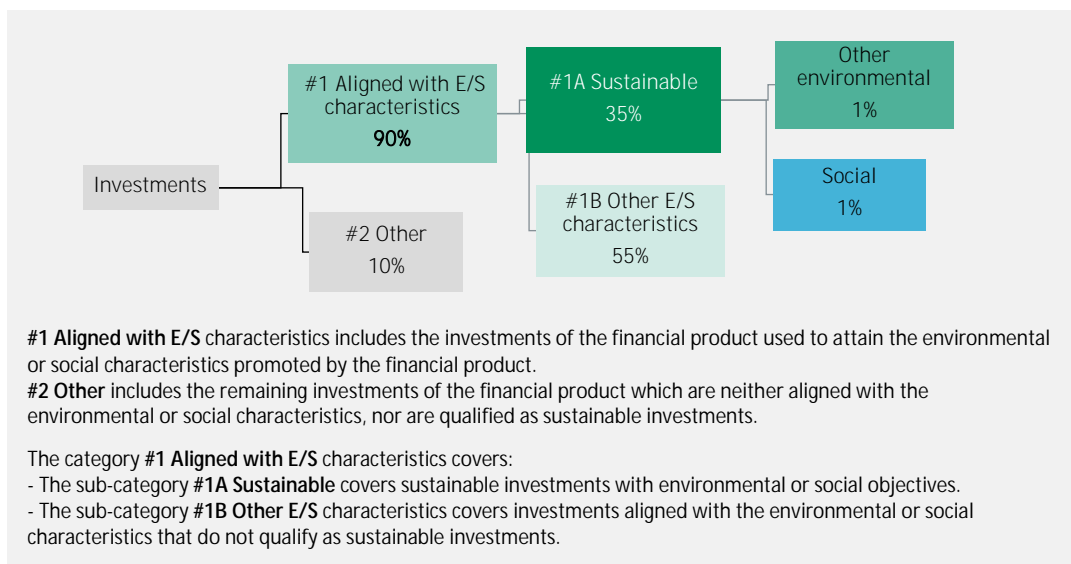 Investments
#1 Aligned with E/S
characteristics
90%
#2 Other
10%
#1A Sustainable
35%
#1B Other E/S
characteristics
55%
Other
environmental
1%
Social
1%
#1 Aligned with E/S characteristics includes the investments of the financial product used to attain the environmental
or social characteristics promoted by the financial product.
#2 Other includes the remaining investments of the financial product which are neither aligned with the
environmental or social characteristics, nor are qualified as sustainable investments.
The category #1 Aligned with E/S characteristics covers:
- The sub-category #1A Sustainable covers sustainable investments with environmental or social objectives.
- The sub-category #1B Other E/S characteristics covers investments aligned with the environmental or social
characteristics that do not qualify as sustainable investments.